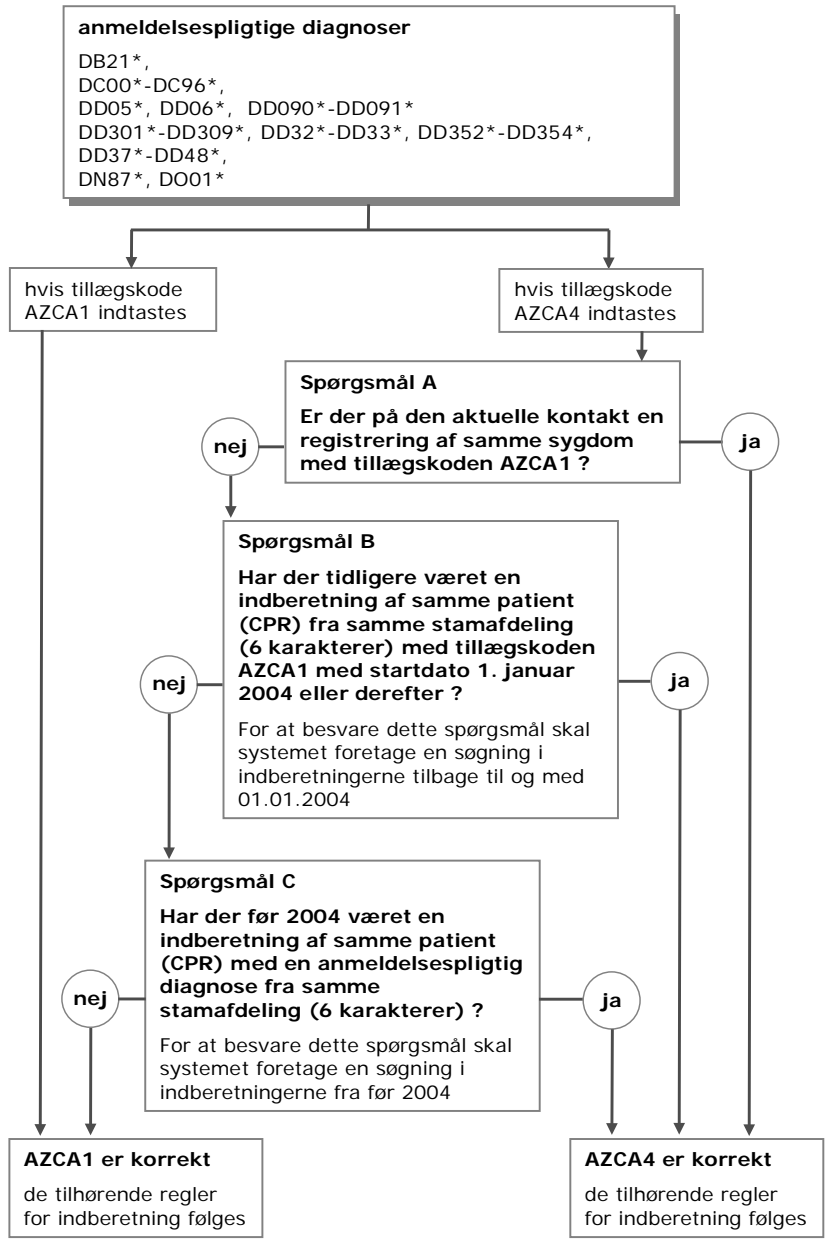 anmeldelsespligtige diagnoser
DB21*,
DC00*-DC96*,
DD05*, DD06*, DD090*-DD091*
DD301*-DD309*, DD32*-DD33*, DD352*-DD354*,
DD37*-DD48*,
DN87*, DO01*
hvis tillægskode
AZCA1 indtastes
hvis tillægskode
AZCA4 indtastes
Spørgsmål A
Er der på den aktuelle kontakt en
registrering af samme sygdom
med tillægskoden AZCA1 ?
nej
ja
Spørgsmål B
Har der tidligere været en
indberetning af samme patient
(CPR) fra samme stamafdeling
(6 karakterer) med tillægskoden
AZCA1 med startdato 1. januar
2004 eller derefter ?
For at besvare dette spørgsmål skal
systemet foretage en søgning i
indberetningerne tilbage til og med
01.01.2004
nej
ja
Spørgsmål C
Har der før 2004 været en
indberetning af samme patient
(CPR) med en anmeldelsespligtig
diagnose fra samme
stamafdeling (6 karakterer) ?
For at besvare dette spørgsmål skal
systemet foretage en søgning i
indberetningerne fra før 2004
nej
ja
AZCA1 er korrekt
de tilhørende regler
for indberetning følges
AZCA4 er korrekt
de tilhørende regler
for indberetning følges